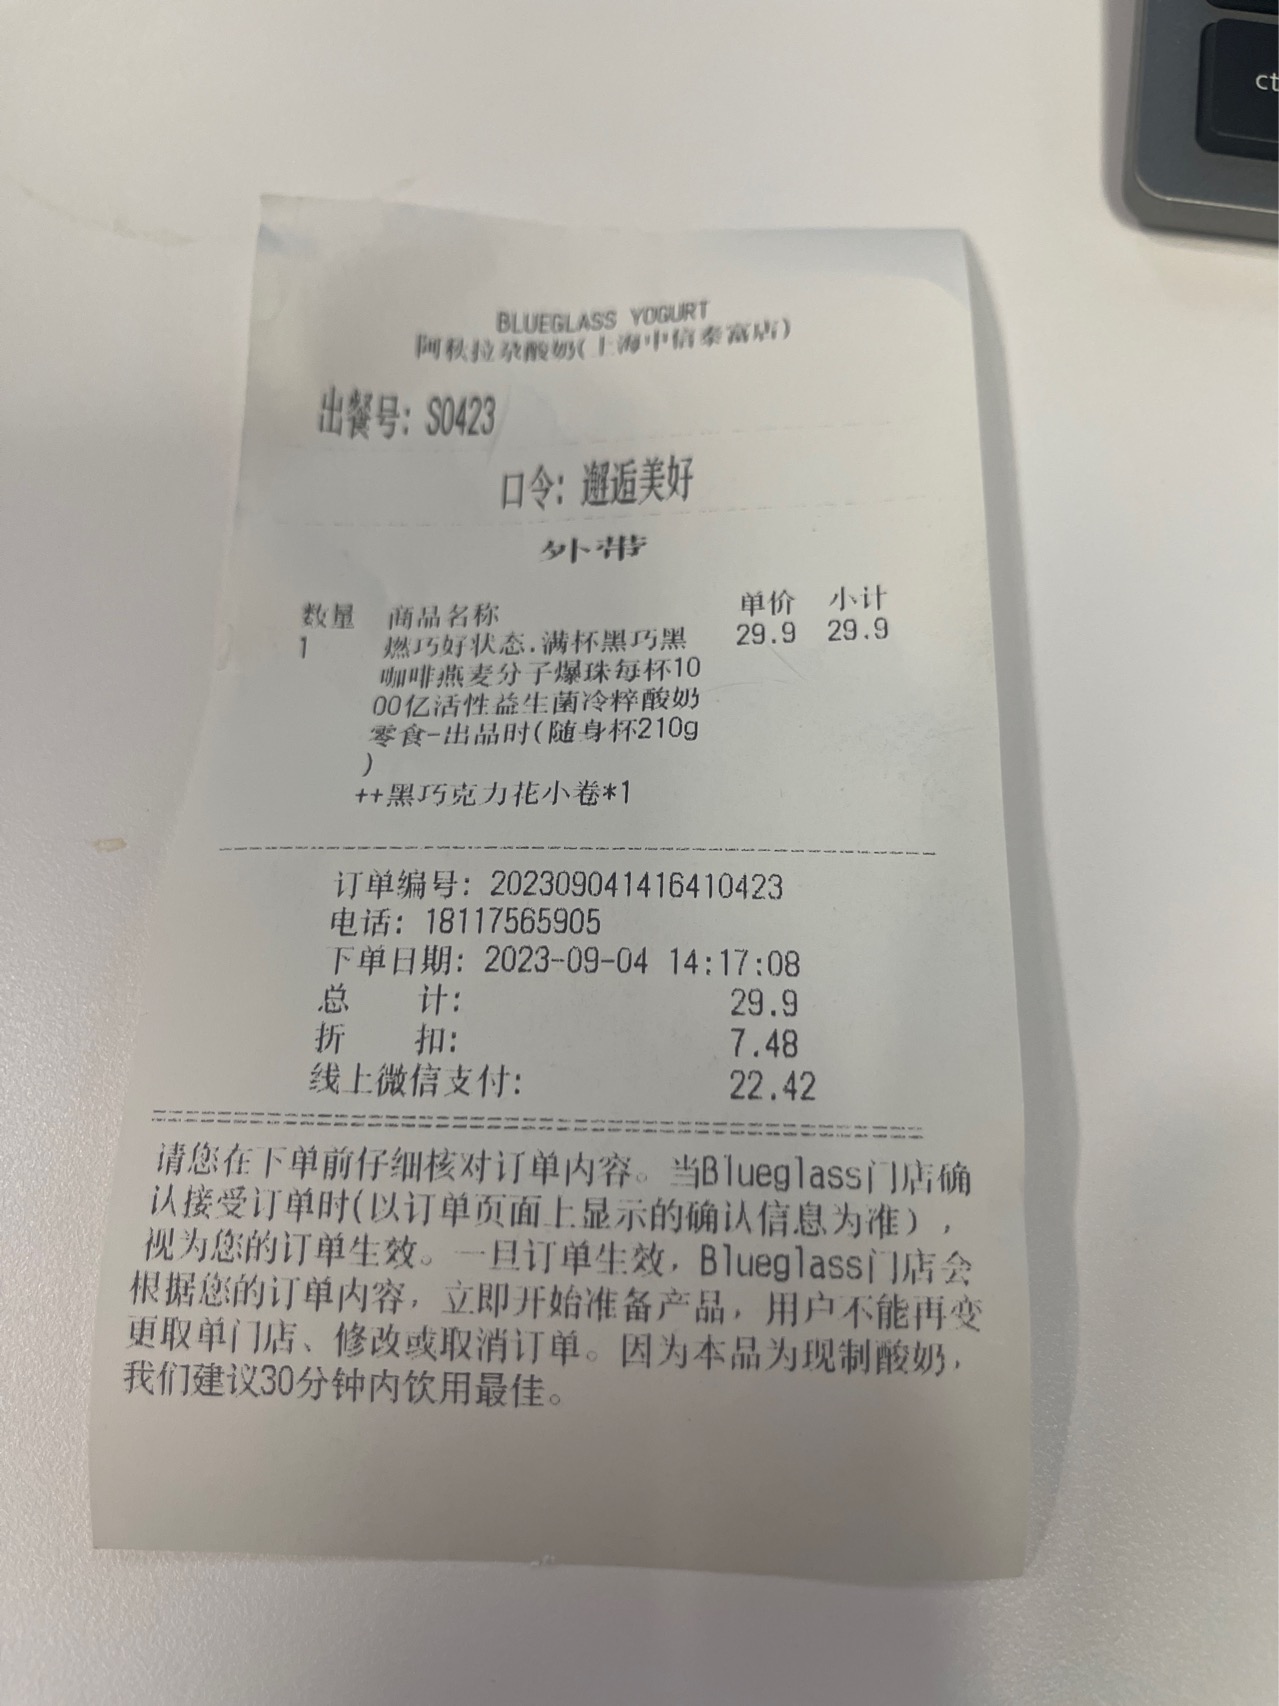 ct
BLUEGLASS YOGURT
阿秋拉尕酸奶(上海中信泰富店)
出餐号: S0423
口令: 邂逅美好
外带
数量 商品名称 单价 小计
1 燃巧好状态.满杯黑巧黑 29.9 29.9
咖啡燕麦分子爆珠每杯10
00亿活性益生菌冷粹酸奶
零食-出品时(随身杯210g
)
++黑巧克力花小卷*1
订单编号: 202309041416410423
电话: 18117565905
下单日期: 2023-09-04 14:17:08
总 计: 29.9
折 扣: 7.48
线上微信支付: 22.42
请您在下单前仔细核对订单内容。当Blueglass门店确
认接受订单时(以订单页面上显示的确认信息为准),
视为您的订单生效。一旦订单生效,Blueglass门店会
根据您的订单内容,立即开始准备产品,用户不能再变
更取单门店、修改或取消订单。因为本品为现制酸奶,
我们建议30分钟内饮用最佳。